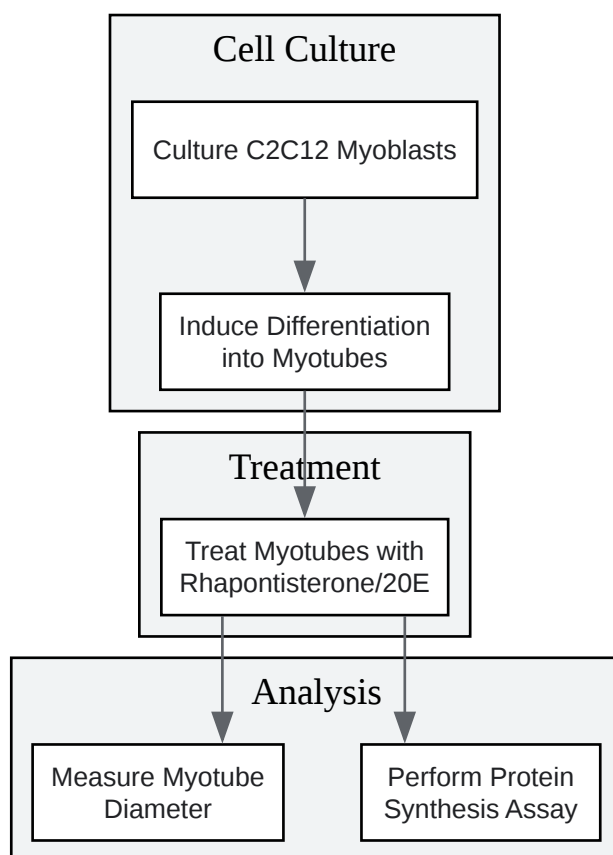 Cell Culture
Culture C2C12 Myoblasts
Induce Differentiation
into Myotubes
Treatment
Treat Myotubes with
Rhapontisterone/20E
Analysis
Measure Myotube
Diameter
Perform Protein
Synthesis Assay